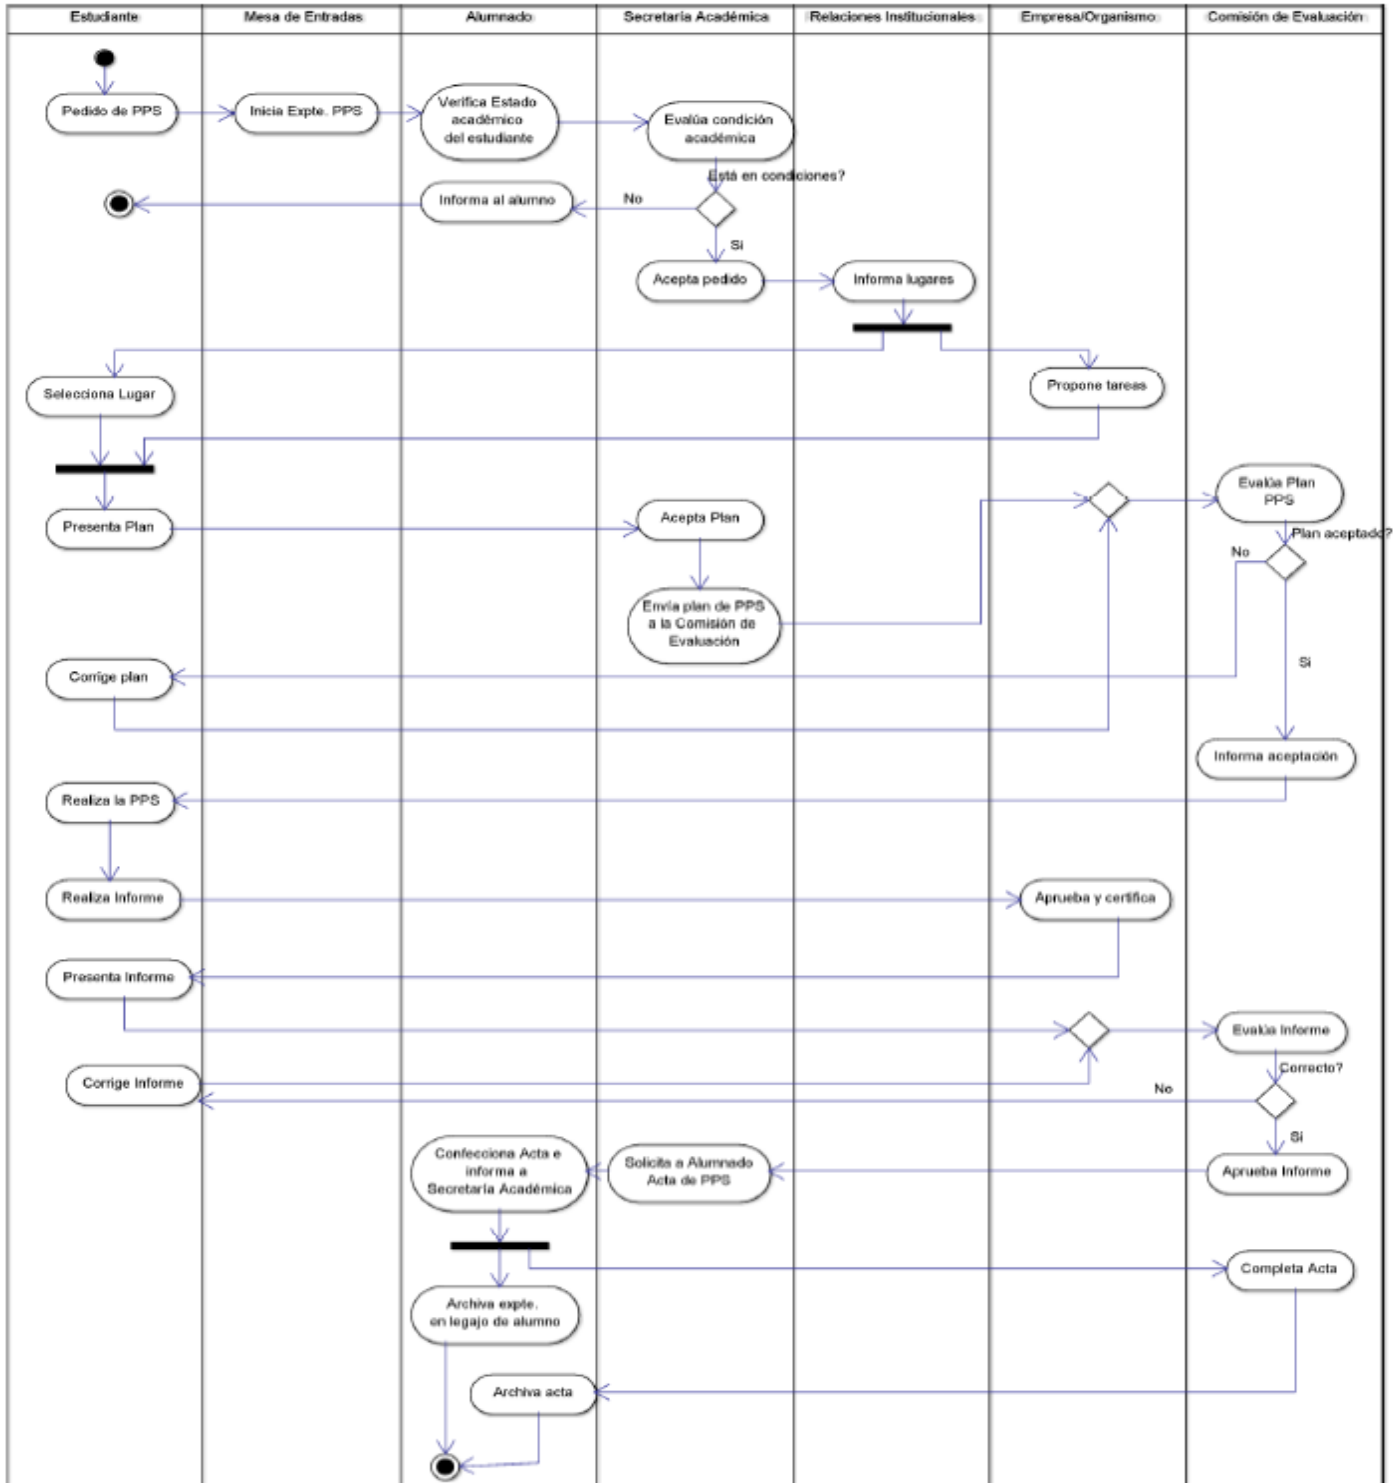 Estudiante
Mesa de Entradas
Alumnado
Secretaría Académica
Relaciones Institucionales
Empresa/Organismo
Comisión de Evaluación
Pedido de PPS
Inicia Expte. PPS
Verifica Estado
académico
del estudiante
Evalúa condición
académica
Está en condiciones?
Informa al alumno
No
Si
Acepta pedido
Informa lugares
Selecciona Lugar
Propone tareas
Presenta Plan
Acepta Plan
Evalúa Plan
PPS
Plan aceptado?
No
Envía plan de PPS
a la Comisión de
Evaluación
Si
Corrige plan
Informa aceptación
Realiza la PPS
Realiza Informe
Aprueba y certifica
Presenta Informe
Evalúa Informe
Correcto?
Corrige Informe
No
Si
Confecciona Acta e
informa a
Secretaría Académica
Solicita a Alumnado
Acta de PPS
Aprueba Informe
Completa Acta
Archiva expte.
en legajo de alumno
Archiva acta